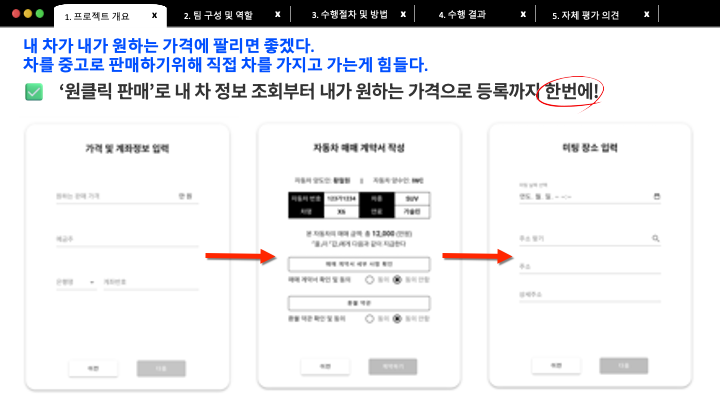 1. 프로젝트 개요 x
2. 팀 구성 및 역할 x
3. 수행절차 및 방법 x
4. 수행 결과 x
5. 자체 평가 의견 x
내 차가 내가 원하는 가격에 팔리면 좋겠다.
차를 중고로 판매하기위해 직접 차를 가지고 가는게 힘들다.
‘원클릭 판매’로 내 차 정보 조회부터 내가 원하는 가격으로 등록까지 한번에!
가격 및 계좌정보 입력
원하는 판매 가격 만 원
예금주
은행명 계좌번호
이전 다음
자동차 매매 계약서 작성
자동차 양도인: 황일원 || 자동차 양수인: IWC
자동차 번호 123가1234 차종 SUV
차명 X6 연료 가솔린
본 자동차의 매매 금액: 총 12,000 (만원)
"을"은 "갑"에게 다음과 같이 지급한다
매매 계약서 세부 사항 확인
매매 계약서 확인 및 동의 동의 동의 안함
환불 약관
환불 약관 확인 및 동의 동의 동의 안함
이전 계약하기
미팅 장소 입력
미팅 날짜 선택
연도. 월. 일. -- --:--
주소 찾기
주소
상세주소
이전 다음